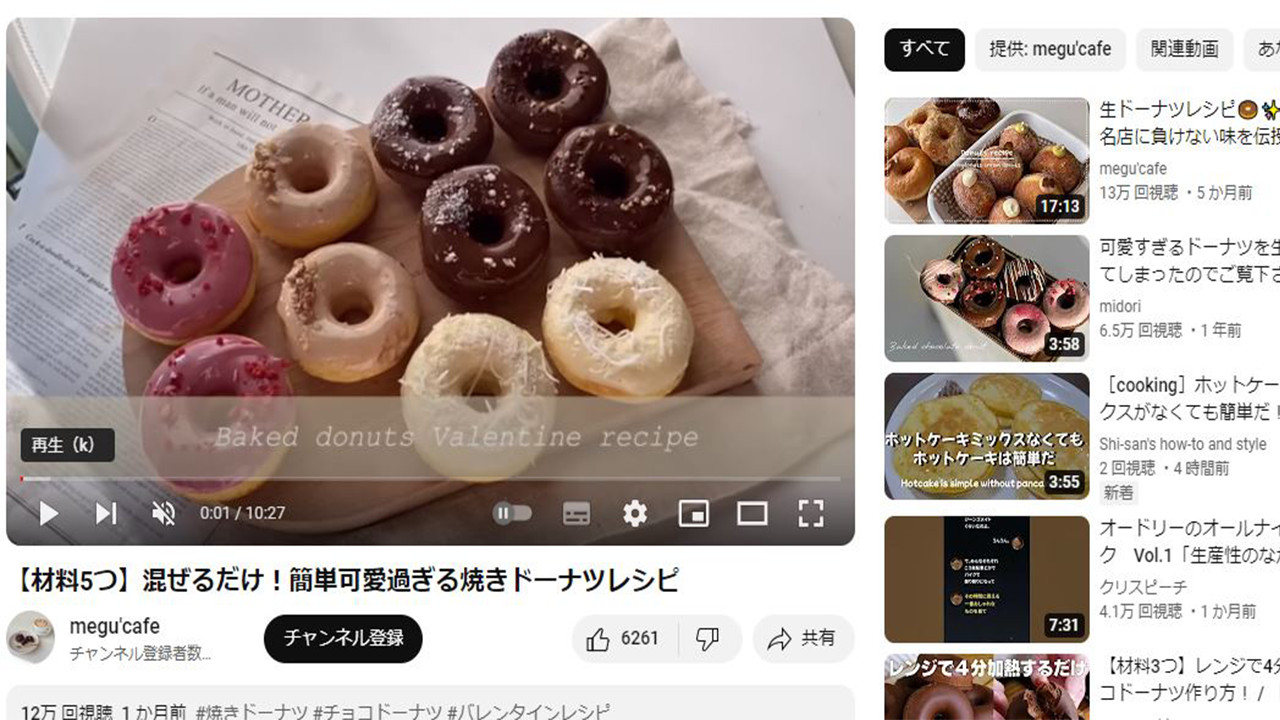 MOTHER
if a man will not
Baked donuts Valentine recipe
再生（k）
0:01 / 10:27
【材料5つ】混ぜるだけ！簡単可愛過ぎる焼きドーナツレシピ
megu'cafe
チャンネル登録者数...
チャンネル登録
6261
共有
12万 回視聴 1 か月前 #焼きドーナツ #チョコドーナツ #バレンタインレシピ
すべて
提供: megu'cafe
関連動画
あな
生ドーナツレシピ🍩✨
名店に負けない味を伝授
megu'cafe
13万 回視聴 ・5 か月前
17:13
可愛すぎるドーナツを生
てしまったのでご覧下さ
midori
6.5万 回視聴 ・1 年前
Baked chocolate donut
3:58
［cooking］ホットケー
クスがなくても簡単だ！
Shi-san's how-to and style
2 回視聴 ・4 時間前
新着
ホットケーキミックスなくても
ホットケーキは簡単だ
Hotcake is simple without panca
3:55
オードリーのオールナイ
ク Vol.1「生産性のなか
クリスピーチ
4.1万 回視聴 ・1 か月前
7:31
レンジで４分加熱するだけ
【材料3つ】レンジで4分
コドーナツ作り方！ /